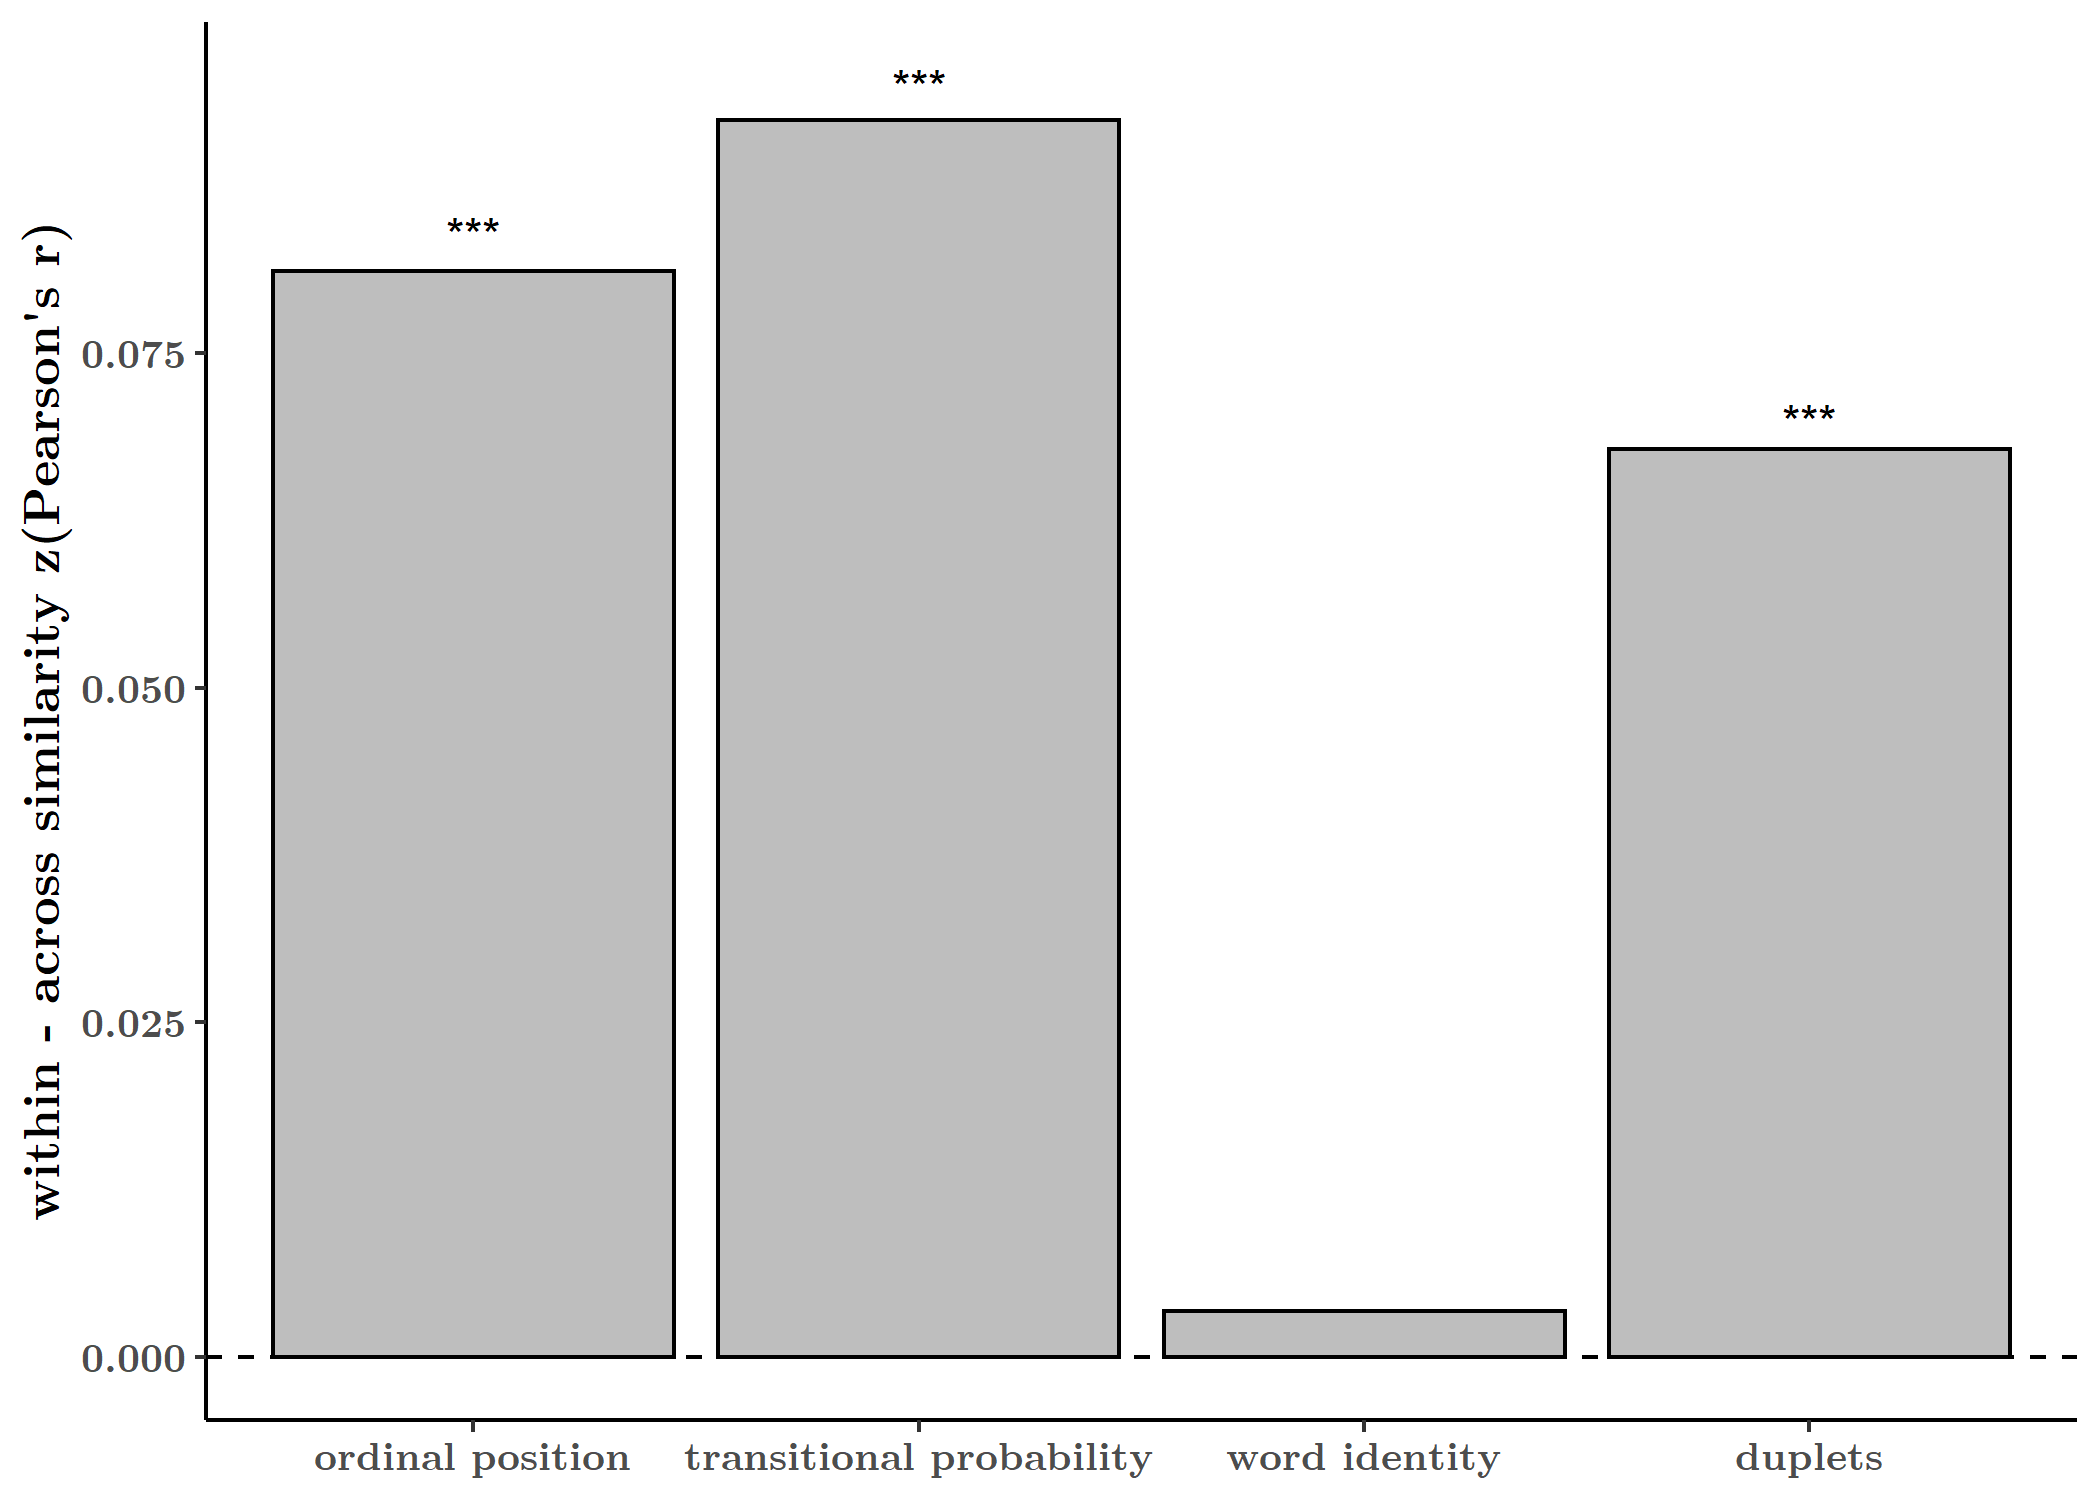 within - across similarity z(Pearson's r)
0.075
0.050
0.025
0.000
***
***
***
ordinal position
transitional probability
word identity
duplets